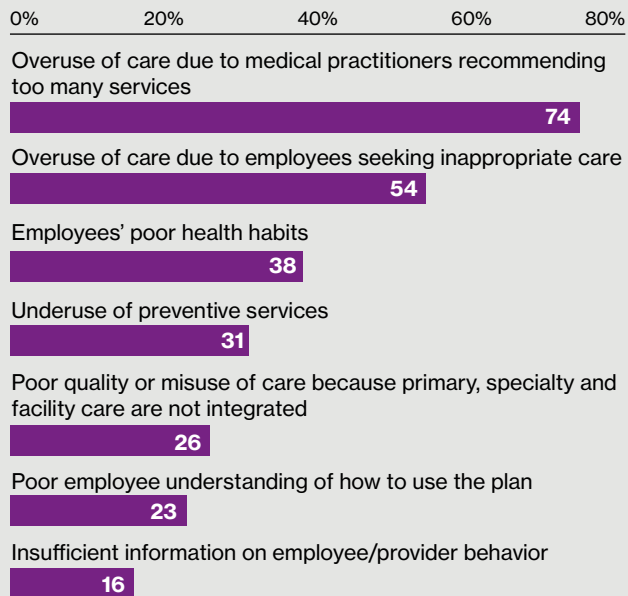 0% 20% 40% 60% 80%
Overuse of care due to medical practitioners recommending
too many services
74
Overuse of care due to employees seeking inappropriate care
54
Employees’ poor health habits
38
Underuse of preventive services
31
Poor quality or misuse of care because primary, specialty and
facility care are not integrated
26
Poor employee understanding of how to use the plan
23
Insufficient information on employee/provider behavior
16